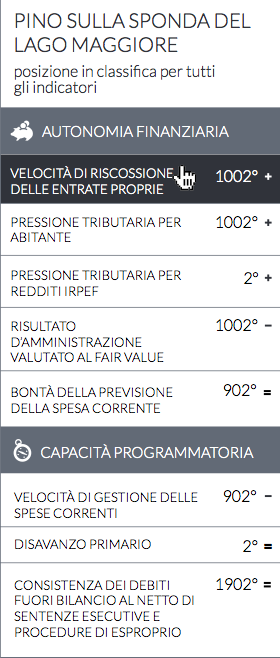 PINO SULLA SPONDA DEL
LAGO MAGGIORE
posizione in classifica per tutti
gli indicatori
AUTONOMIA FINANZIARIA
VELOCITÀ DI RISCOSSIONE
DELLE ENTRATE PROPRIE
1002° +
PRESSIONE TRIBUTARIA PER
ABITANTE
1002° +
PRESSIONE TRIBUTARIA PER
REDDITI IRPEF
2° +
RISULTATO
D'AMMINISTRAZIONE
VALUTATO AL FAIR VALUE
1002° –
BONTÀ DELLA PREVISIONE
DELLA SPESA CORRENTE
902° =
CAPACITÀ PROGRAMMATORIA
VELOCITÀ DI GESTIONE DELLE
SPESE CORRENTI
902° –
DISAVANZO PRIMARIO
2° =
CONSISTENZA DEI DEBITI
FUORI BILANCIO AL NETTO DI
SENTENZE ESECUTIVE E
PROCEDURE DI ESPROPRIO
1902° =